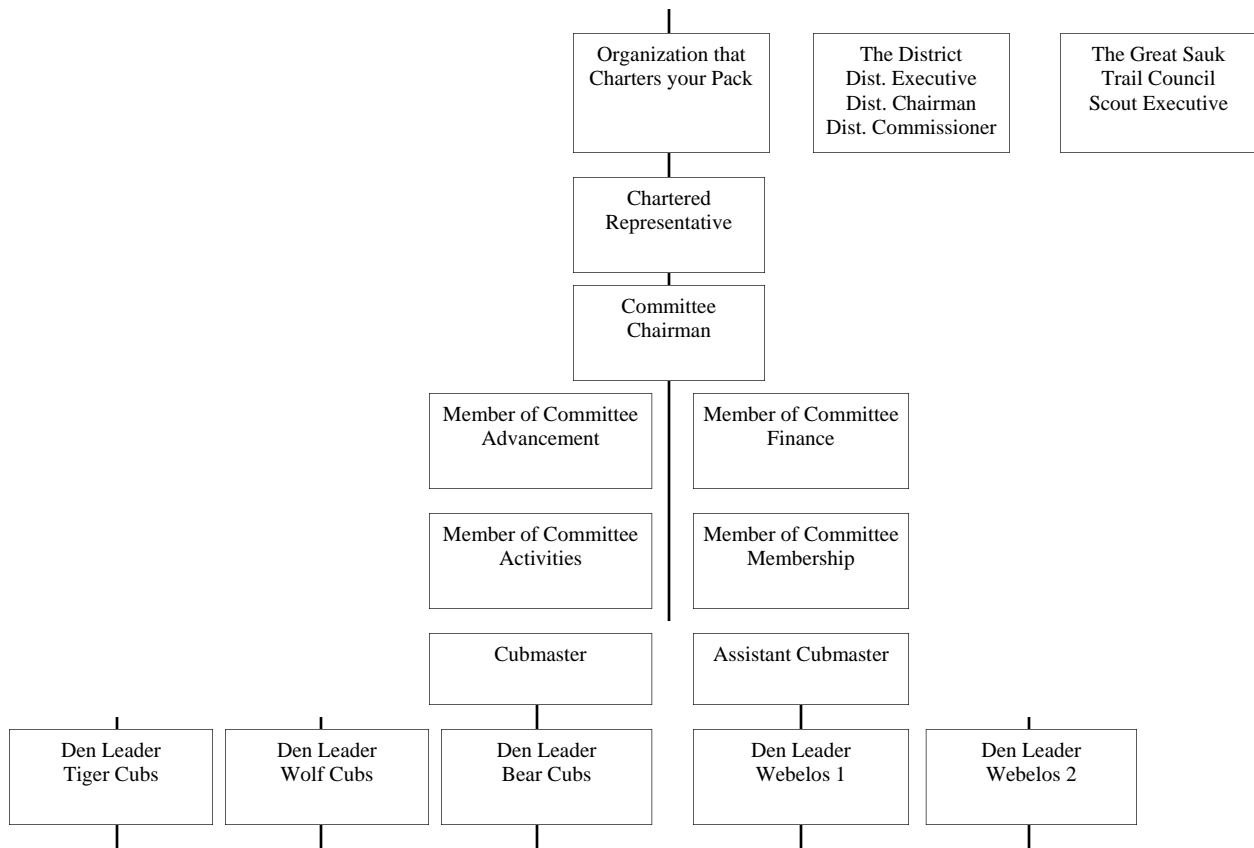 Organization that
Charters your Pack
The District
Dist. Executive
Dist. Chairman
Dist. Commissioner
The Great Sauk
Trail Council
Scout Executive
Chartered
Representative
Committee
Chairman
Member of Committee
Advancement
Member of Committee
Finance
Member of Committee
Activities
Member of Committee
Membership
Cubmaster
Assistant Cubmaster
Den Leader
Tiger Cubs
Den Leader
Wolf Cubs
Den Leader
Bear Cubs
Den Leader
Webelos 1
Den Leader
Webelos 2